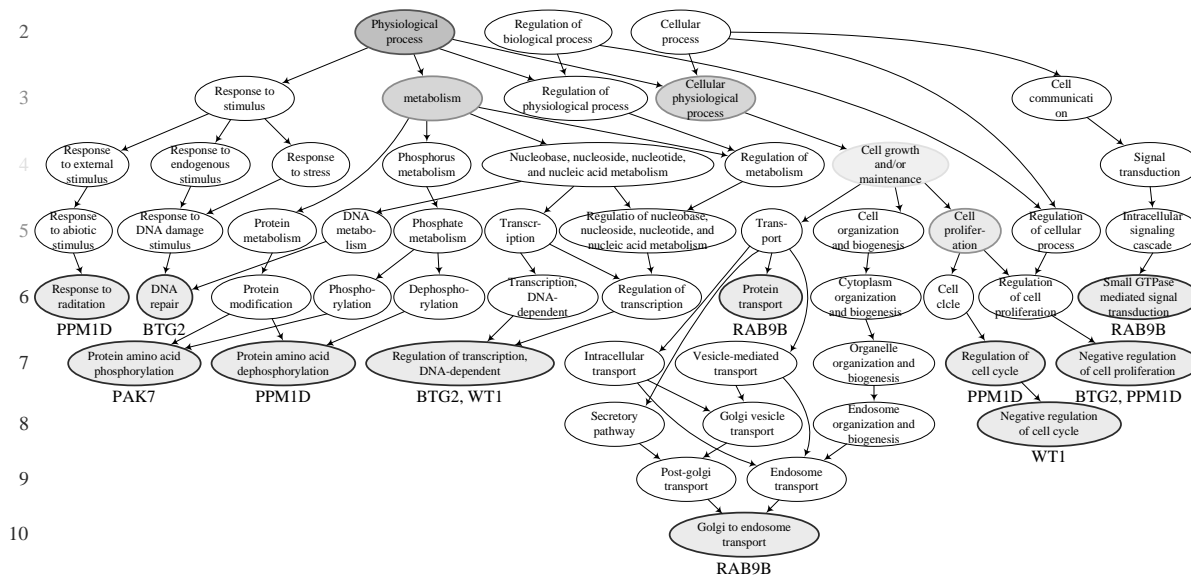 2
Physiological
process
Regulation of
biological process
Cellular
process
3
Response to
stimulus
metabolism
Regulation of
physiological process
Cellular
physiological
process
Cell
communicati
on
4
Response
to external
stimulus
Response to
endogenous
stimulus
Response
to stress
Phosphorus
metabolism
Nucleobase, nucleoside, nucleotide,
and nucleic acid metabolism
Regulation of
metabolism
Cell growth
and/or
maintenance
Signal
transduction
5
Response
to abiotic
stimulus
Response to
DNA damage
stimulus
Protein
metabolism
DNA
metabo-
lism
Phosphate
metabolism
Transcr-
iption
Regulatio of nucleobase,
nucleoside, nucleotide, and
nucleic acid metabolism
Trans-
port
Cell
organization
and biogenesis
Cell
prolifer-
ation
Regulation
of cellular
process
Intracellular
signaling
cascade
6
Response to
raditation
PPM1D
DNA
repair
BTG2
Protein
modification
Phospho-
rylation
Dephospho-
rylation
Transcription,
DNA-
dependent
Regulation of
transcription
Protein
transport
RAB9B
Cytoplasm
organization
and biogenesis
Cell
clcle
Regulation
of cell
proliferation
Small GTPase
mediated signal
transduction
RAB9B
7
Protein amino acid
phosphorylation
PAK7
Protein amino acid
dephosphorylation
PPM1D
Regulation of transcription,
DNA-dependent
BTG2, WT1
Intracellular
transport
Vesicle-mediated
transport
Organelle
organization and
biogenesis
Regulation of
cell cycle
PPM1D
Negative regulation
of cell proliferation
BTG2, PPM1D
8
Secretory
pathway
Golgi vesicle
transport
Endosome
organization and
biogenesis
Negative regulation
of cell cycle
WT1
9
Post-golgi
transport
Endosome
transport
10
Golgi to endosome
transport
RAB9B